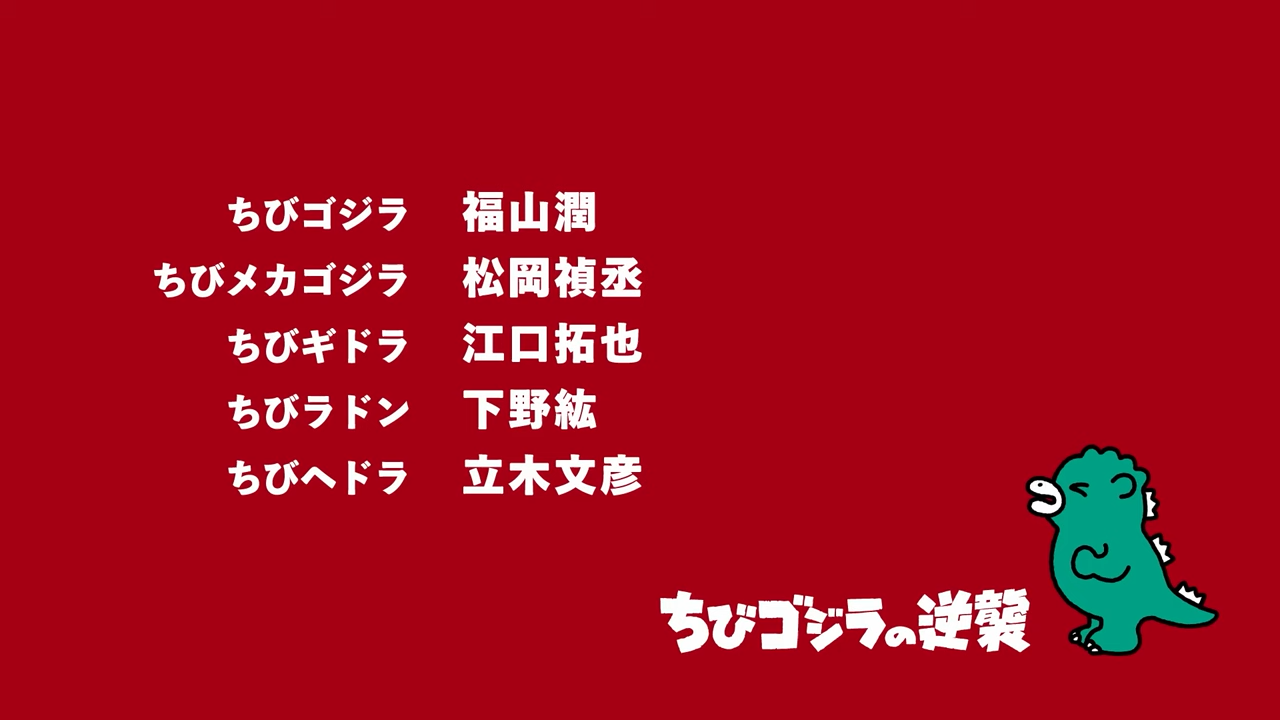 ちびゴジラ 福山潤
ちびメカゴジラ 松岡禎丞
ちびギドラ 江口拓也
ちびラドン 下野紘
ちびヘドラ 立木文彦
ちびゴジラの逆襲